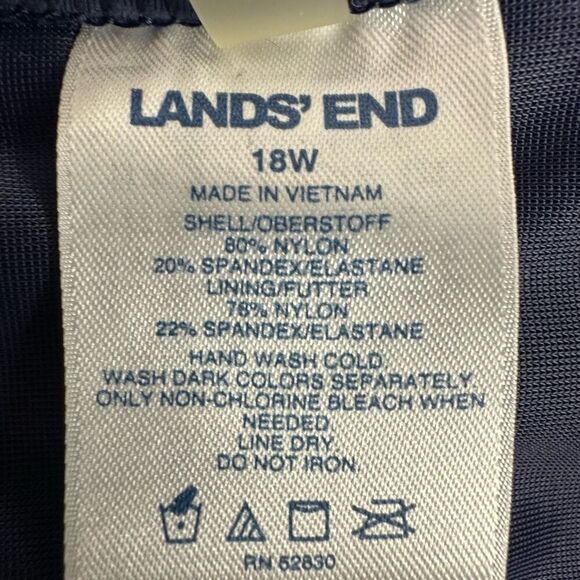 LANDS' END
18W
MADE IN VIETNAM
SHELL/OBERSTOFF
80% NYLON
20% SPANDEX/ELASTANE
LINING/FUTTER
78% NYLON
22% SPANDEX/ELASTANE
HAND WASH COLD.
WASH DARK COLORS SEPARATELY.
ONLY NON-CHLORINE BLEACH WHEN
NEEDED.
LINE DRY.
DO NOT IRON.
RN 62830